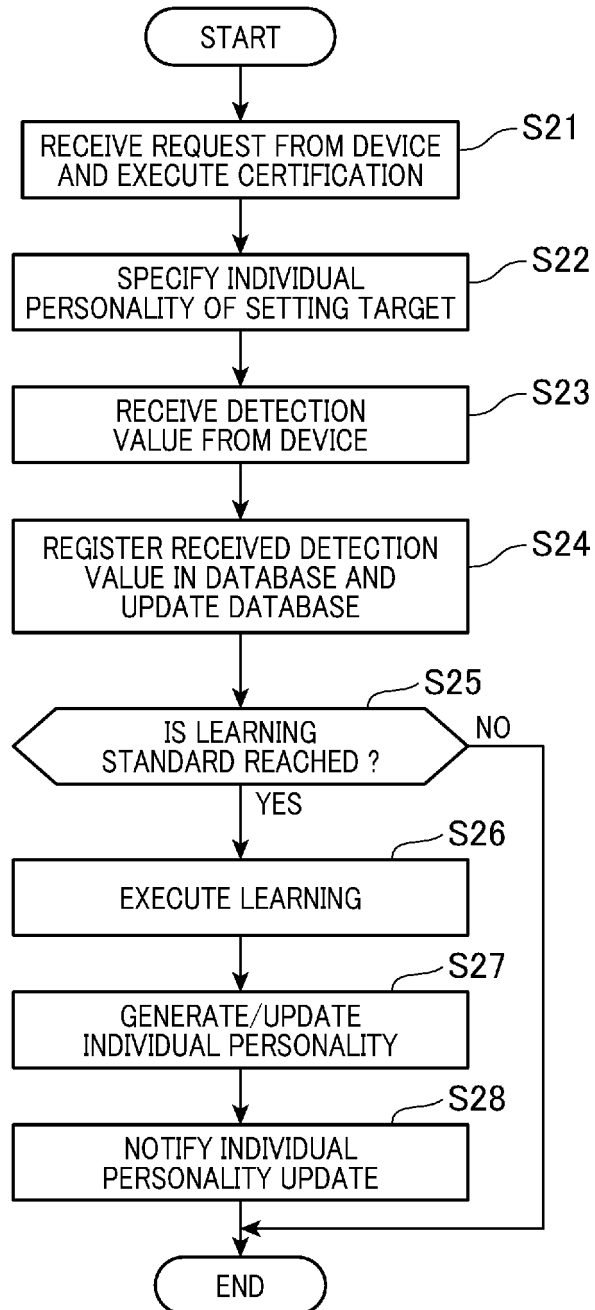 START
S21
RECEIVE REQUEST FROM DEVICE
AND EXECUTE CERTIFICATION
S22
SPECIFY INDIVIDUAL
PERSONALITY OF SETTING TARGET
S23
RECEIVE DETECTION
VALUE FROM DEVICE
S24
REGISTER RECEIVED DETECTION
VALUE IN DATABASE AND
UPDATE DATABASE
S25
IS LEARNING
STANDARD REACHED ?
NO
YES
S26
EXECUTE LEARNING
S27
GENERATE/UPDATE
INDIVIDUAL PERSONALITY
S28
NOTIFY INDIVIDUAL
PERSONALITY UPDATE
END